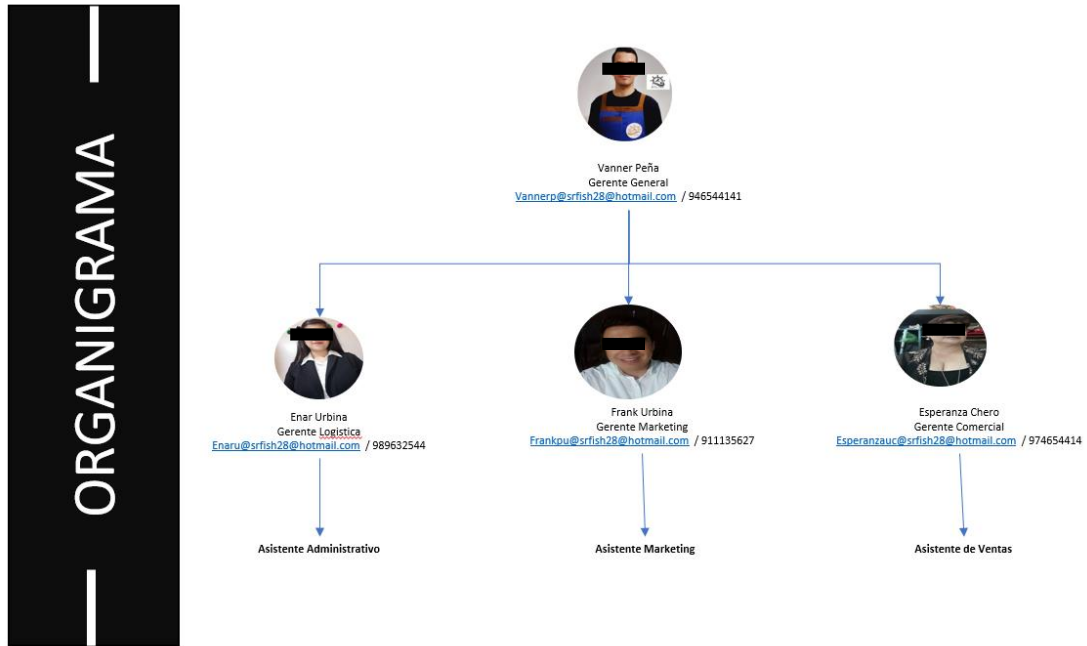 ORGANIGRAMA
Vanner Peña
Gerente General
Vannerp@srfish28@hotmail.com / 946544141
Enar Urbina
Gerente Logistica
Enaru@srfish28@hotmail.com / 989632544
Frank Urbina
Gerente Marketing
Frankpu@srfish28@hotmail.com / 911135627
Esperanza Chero
Gerente Comercial
Esperanzauc@srfish28@hotmail.com / 974654414
Asistente Administrativo
Asistente Marketing
Asistente de Ventas